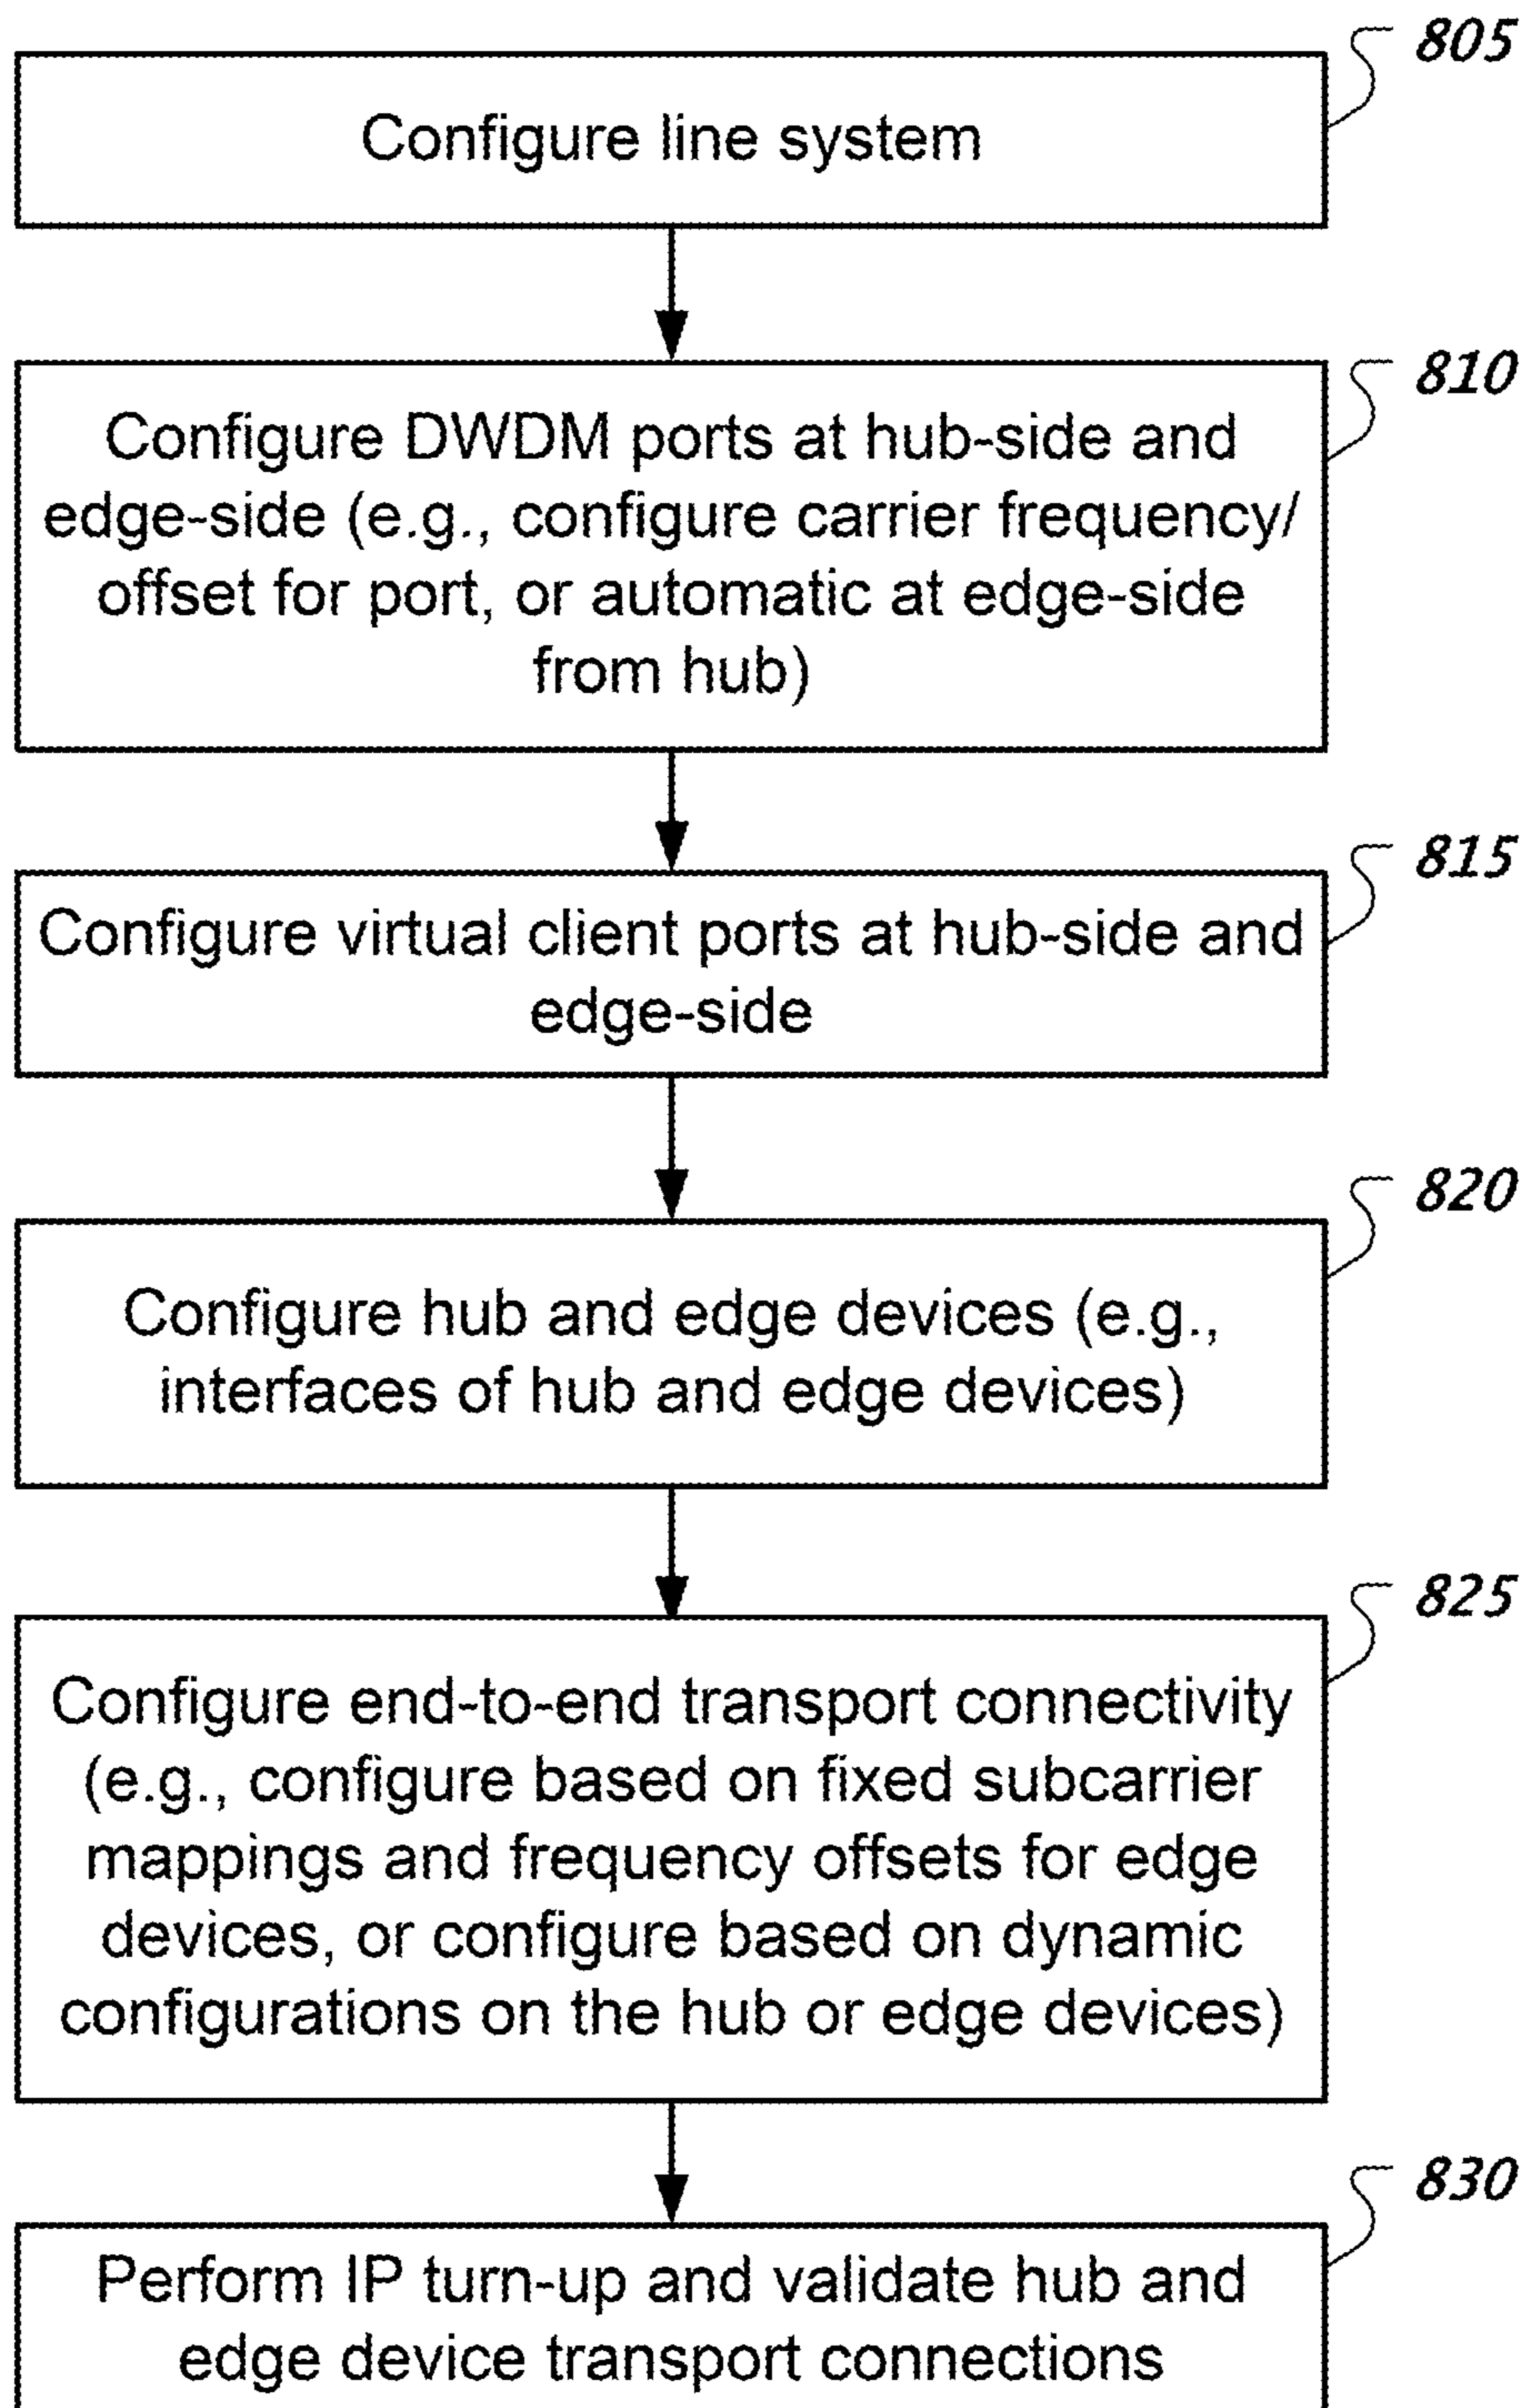 805
Configure line system
810
Configure DWDM ports at hub-side and
edge-side (e.g., configure carrier frequency/
offset for port, or automatic at edge-side
from hub)
815
Configure virtual client ports at hub-side and
edge-side
820
Configure hub and edge devices (e.g.,
interfaces of hub and edge devices)
825
Configure end-to-end transport connectivity
(e.g., configure based on fixed subcarrier
mappings and frequency offsets for edge
devices, or configure based on dynamic
configurations on the hub or edge devices)
830
Perform IP turn-up and validate hub and
edge device transport connections